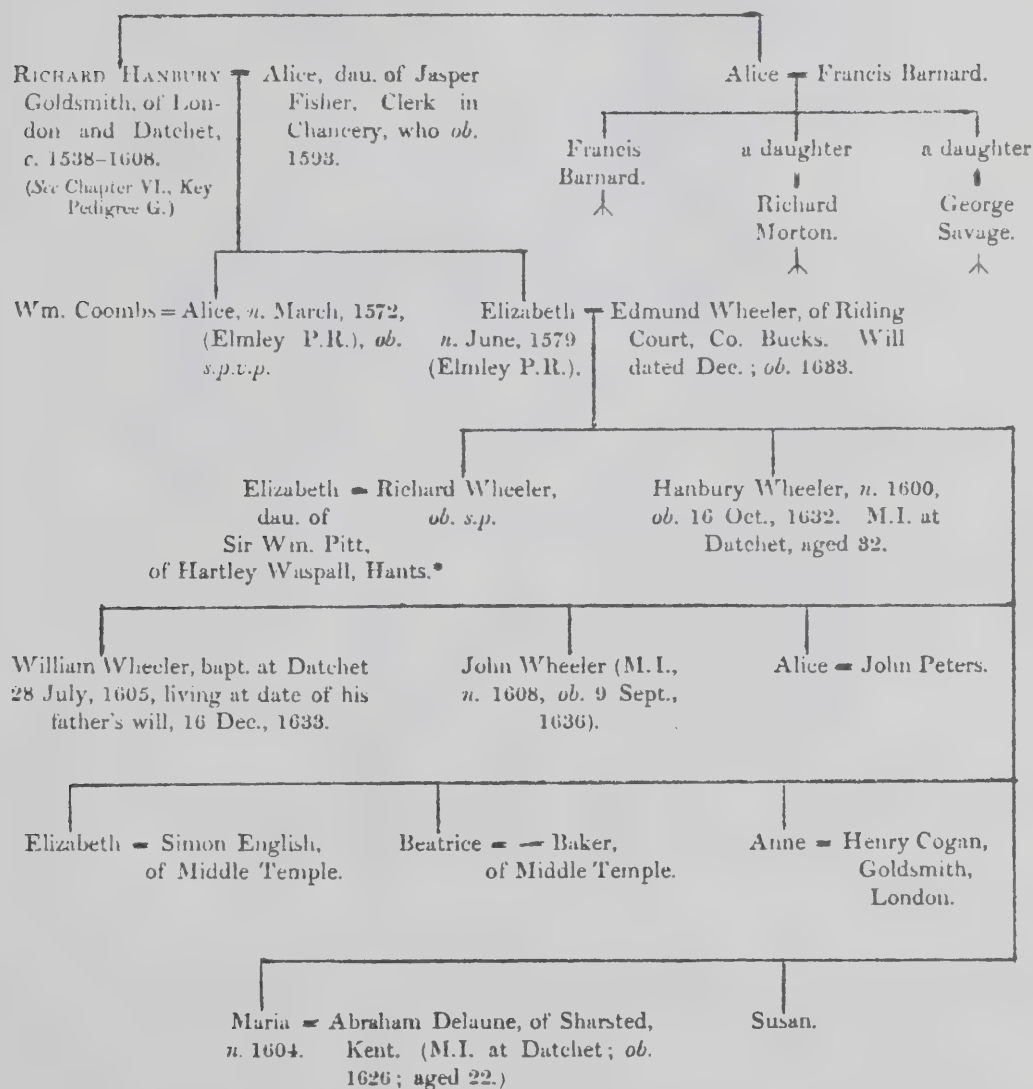 RICHARD HANBURY = Alice, dau. of Jasper
Goldsmith, of Lon-
don and Datchet,
c. 1538–1608.
(See Chapter VI., Key
Pedigree G.)
Fisher, Clerk in
Chancery, who ob.
1593.
Alice = Francis Barnard.
Francis
Barnard.
a daughter
Richard
Morton.
a daughter
George
Savage.
Wm. Coombs = Alice, n. March, 1572,
(Elmley P.R.), ob.
s.p.v.p.
Elizabeth = Edmund Wheeler, of Riding
n. June, 1579
(Elmley P.R.).
Court, Co. Bucks. Will
dated Dec.; ob. 1633.
Elizabeth = Richard Wheeler,
dau. of
Sir Wm. Pitt,
of Hartley Waspall, Hants.*
ob. s.p.
Hanbury Wheeler, n. 1600,
ob. 16 Oct., 1632. M.I. at
Datchet, aged 32.
William Wheeler, bapt. at Datchet
28 July, 1605, living at date of his
father's will, 16 Dec., 1633.
John Wheeler (M.I.,
n. 1608, ob. 9 Sept.,
1636).
Alice = John Peters.
Elizabeth = Simon English,
of Middle Temple.
Beatrice = — Baker,
of Middle Temple.
Anne = Henry Cogan,
Goldsmith,
London.
Maria = Abraham Delaune, of Sharsted,
n. 1604.
Kent. (M.I. at Datchet; ob.
1626; aged 22.)
Susan.